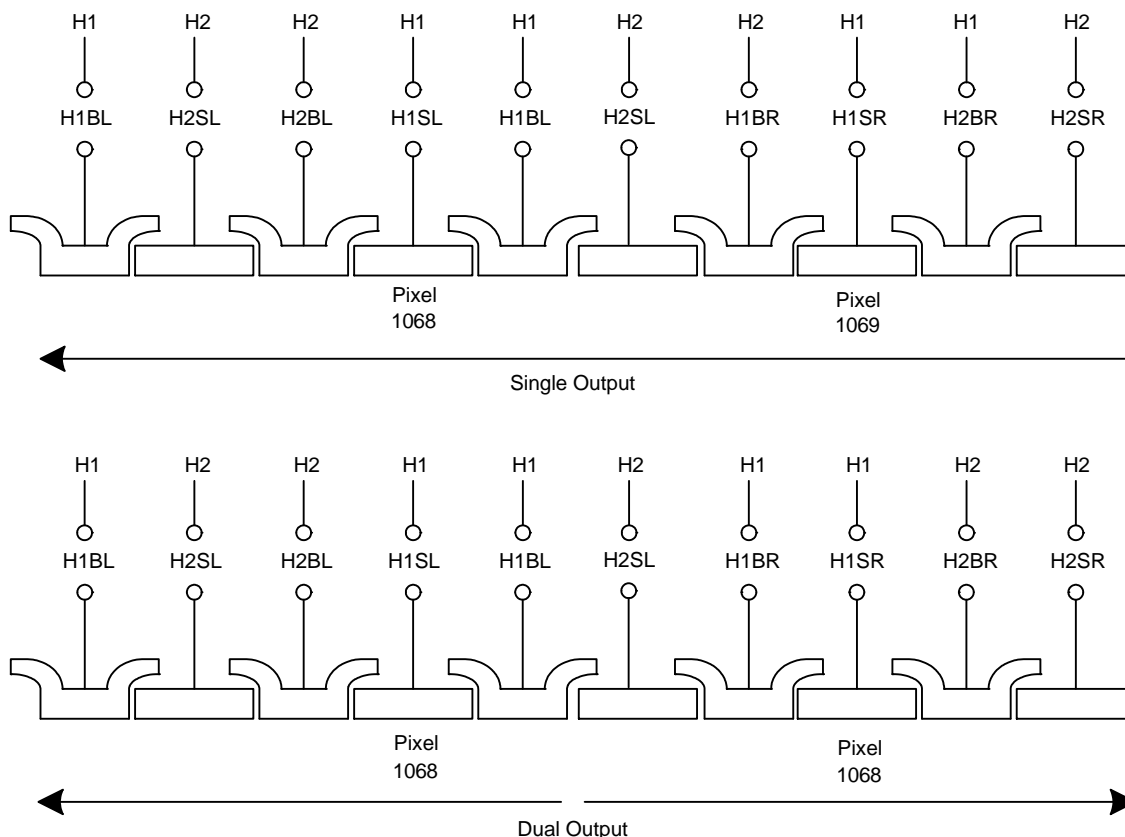 H1 H2 H2 H1 H1 H2 H2 H1 H1 H2
H1BL H2SL H2BL H1SL H1BL H2SL H1BR H1SR H2BR H2SR
Pixel Pixel
1068 1069
Single Output
H1 H2 H2 H1 H1 H2 H1 H1 H2 H2
H1BL H2SL H2BL H1SL H1BL H2SL H1BR H1SR H2BR H2SR
Pixel Pixel
1068 1068
Dual Output